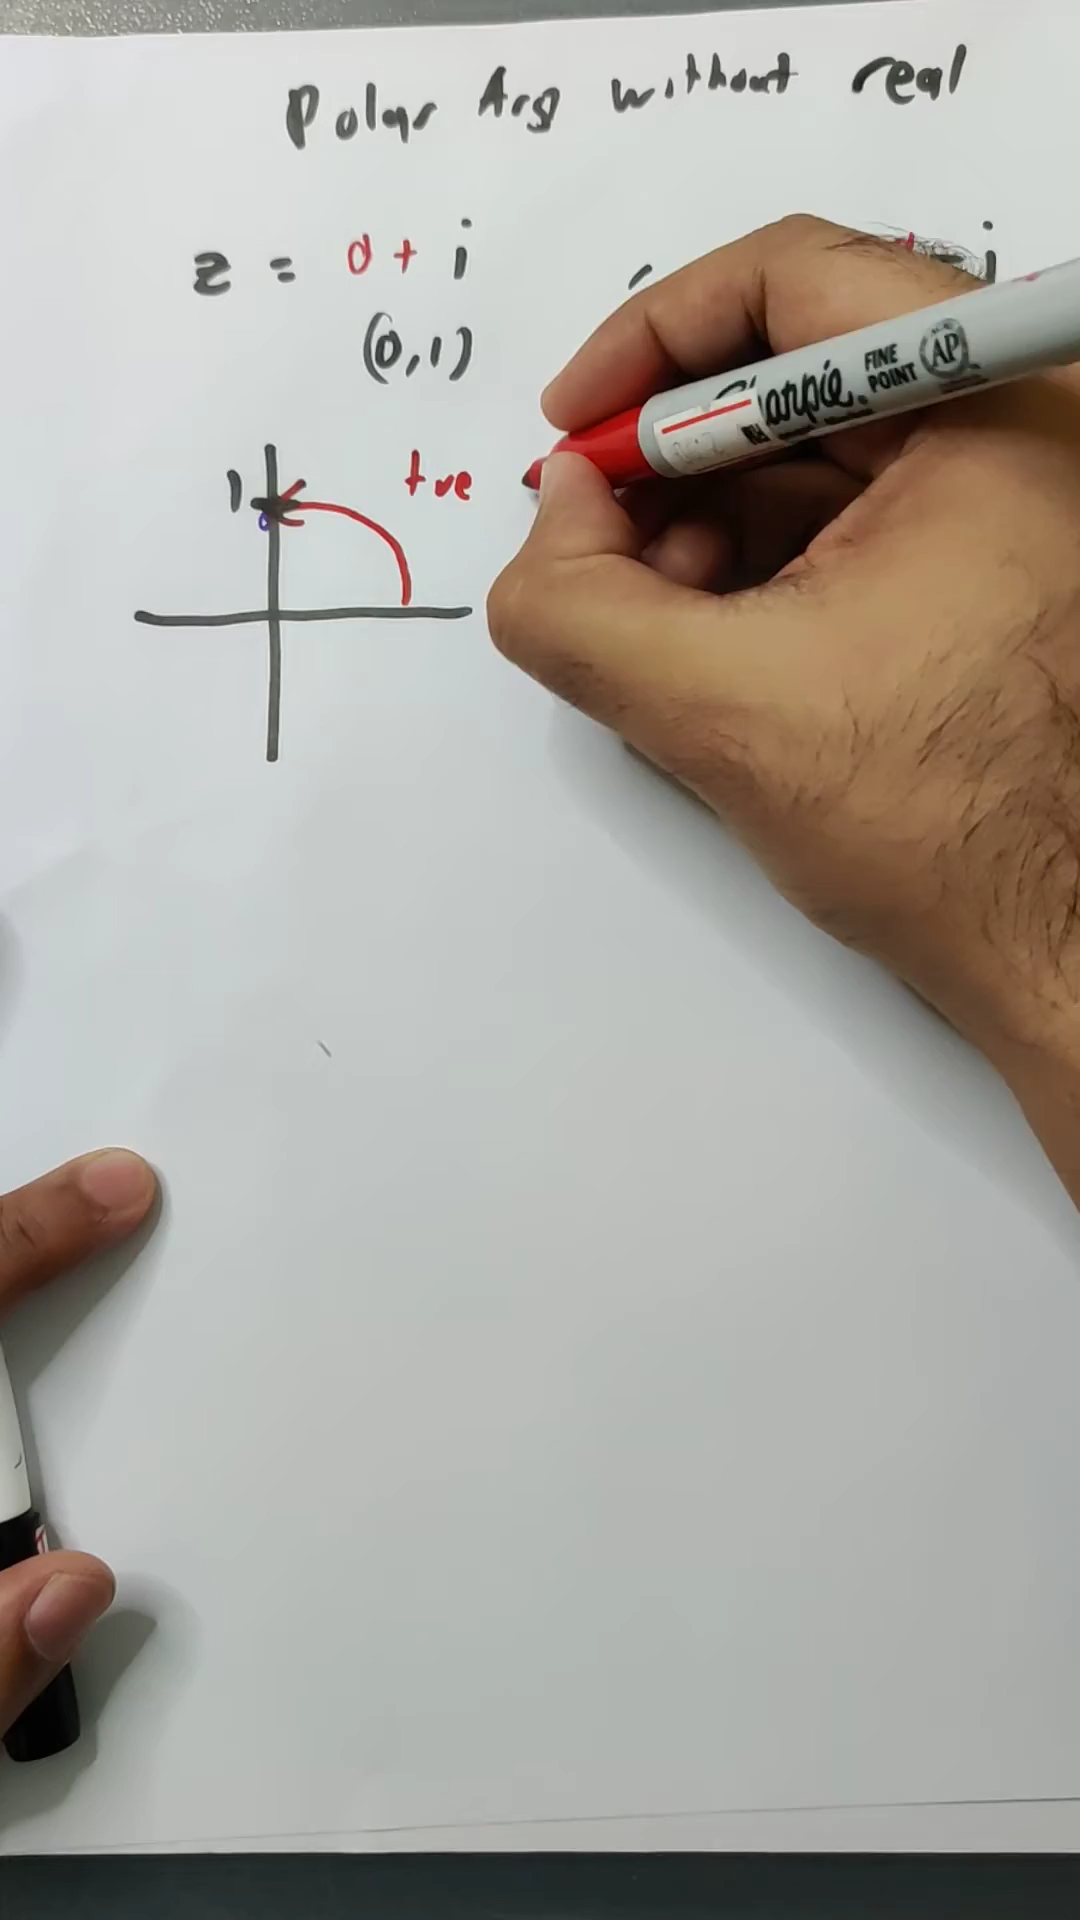 Polar Arg without real
z = 0 + i
- i
(0,1)
1 +ve
Sharpie. FINE POINT AP